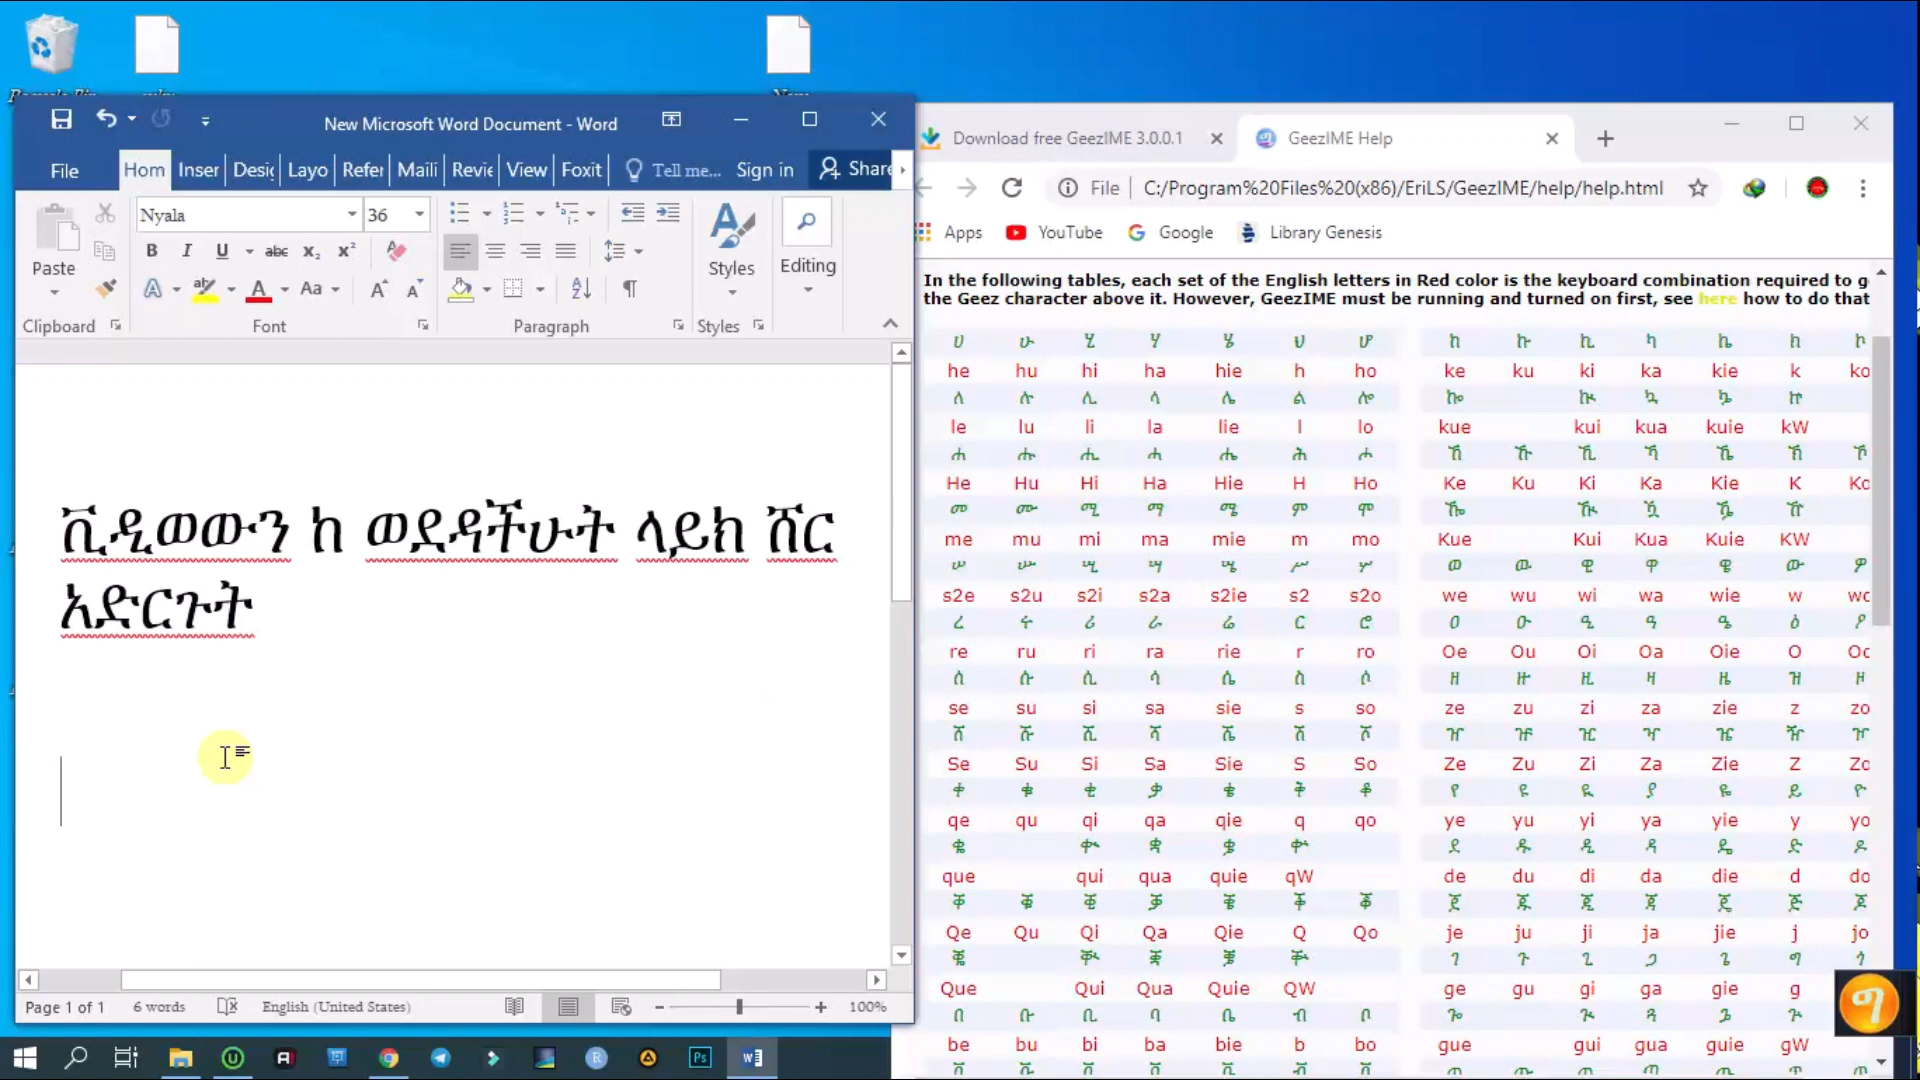 New Microsoft Word Document - Word
File Hom Inser Layo Refer Maili View Foxit Tell me... Sign in Share
Nyala 36
Paste Styles Editing
Clipboard Font Paragraph Styles
ቪዲወውን ከ ወደዳችሁት ላይክ ሸር
አድርጉት
Page 1 of 1 6 words English (United States) 100%
Download free GeezIME 3.0.0.1 GeezIME Help
File C:/Program%20Files%20(x86)/EriLS/GeezIME/help/help.html
Apps YouTube Google Library Genesis
In the following tables, each set of the English letters in Red color is the keyboard combination required to g
the Geez character above it. However, GeezIME must be running and turned on first, see here how to do that
ሀ ሁ ሂ ሃ ሄ ህ ሆ ከ ኩ ኪ ካ ኬ ክ ኮ
he hu hi ha hie h ho ke ku ki ka kie k ko
ለ ሉ ሊ ላ ሌ ል ሎ ኰ ኲ ኳ ኴ ኵ
le lu li la lie l lo kue kui kua kuie kW
ሐ ሑ ሒ ሓ ሔ ሕ ሖ ኸ ኹ ኺ ኻ ኼ ኽ ኾ
He Hu Hi Ha Hie H Ho Ke Ku Ki Ka Kie K Ko
መ ሙ ሚ ማ ሜ ም ሞ ዀ ዂ ዃ ዄ ዅ
me mu mi ma mie m mo Kue Kui Kua Kuie KW
ሠ ሡ ሢ ሣ ሤ ሥ ሦ ወ ዉ ዊ ዋ ዌ ው ዎ
s2e s2u s2i s2a s2ie s2 s2o we wu wi wa wie w wo
ረ ሩ ሪ ራ ሬ ር ሮ ዐ ዑ ዒ ዓ ዔ ዕ ዖ
re ru ri ra rie r ro Oe Ou Oi Oa Oie O
ሰ ሱ ሲ ሳ ሴ ስ ሶ ዘ ዙ ዚ ዛ ዜ ዝ ዞ
se su si sa sie s so ze zu zi za zie z zo
ሸ ሹ ሺ ሻ ሼ ሽ ሾ ዠ ዡ ዢ ዣ ዤ ዥ ዦ
Se Su Si Sa Sie S So Ze Zu Zi Za Zie Z Zo
ቀ ቁ ቂ ቃ ቄ ቅ ቆ የ ዩ ዪ ያ ዬ ይ ዮ
qe qu qi qa qie q qo ye yu yi ya yie y yo
ቈ ቊ ቋ ቌ ቍ ደ ዱ ዲ ዳ ዴ ድ ዶ
que qui qua quie qW de du di da die d do
ቐ ቑ ቒ ቓ ቔ ቕ ቖ ጀ ጁ ጂ ጃ ጄ ጅ ጆ
Qe Qu Qi Qa Qie Q Qo je ju ji ja jie j jo
ቘ ቚ ቛ ቜ ቝ ገ ጉ ጊ ጋ ጌ ግ ጎ
Que Qui Qua Quie QW ge gu gi ga gie g
በ ቡ ቢ ባ ቤ ብ ቦ ጐ ጒ ጓ ጔ ጕ
be bu bi ba bie b bo gue gui gua guie gW